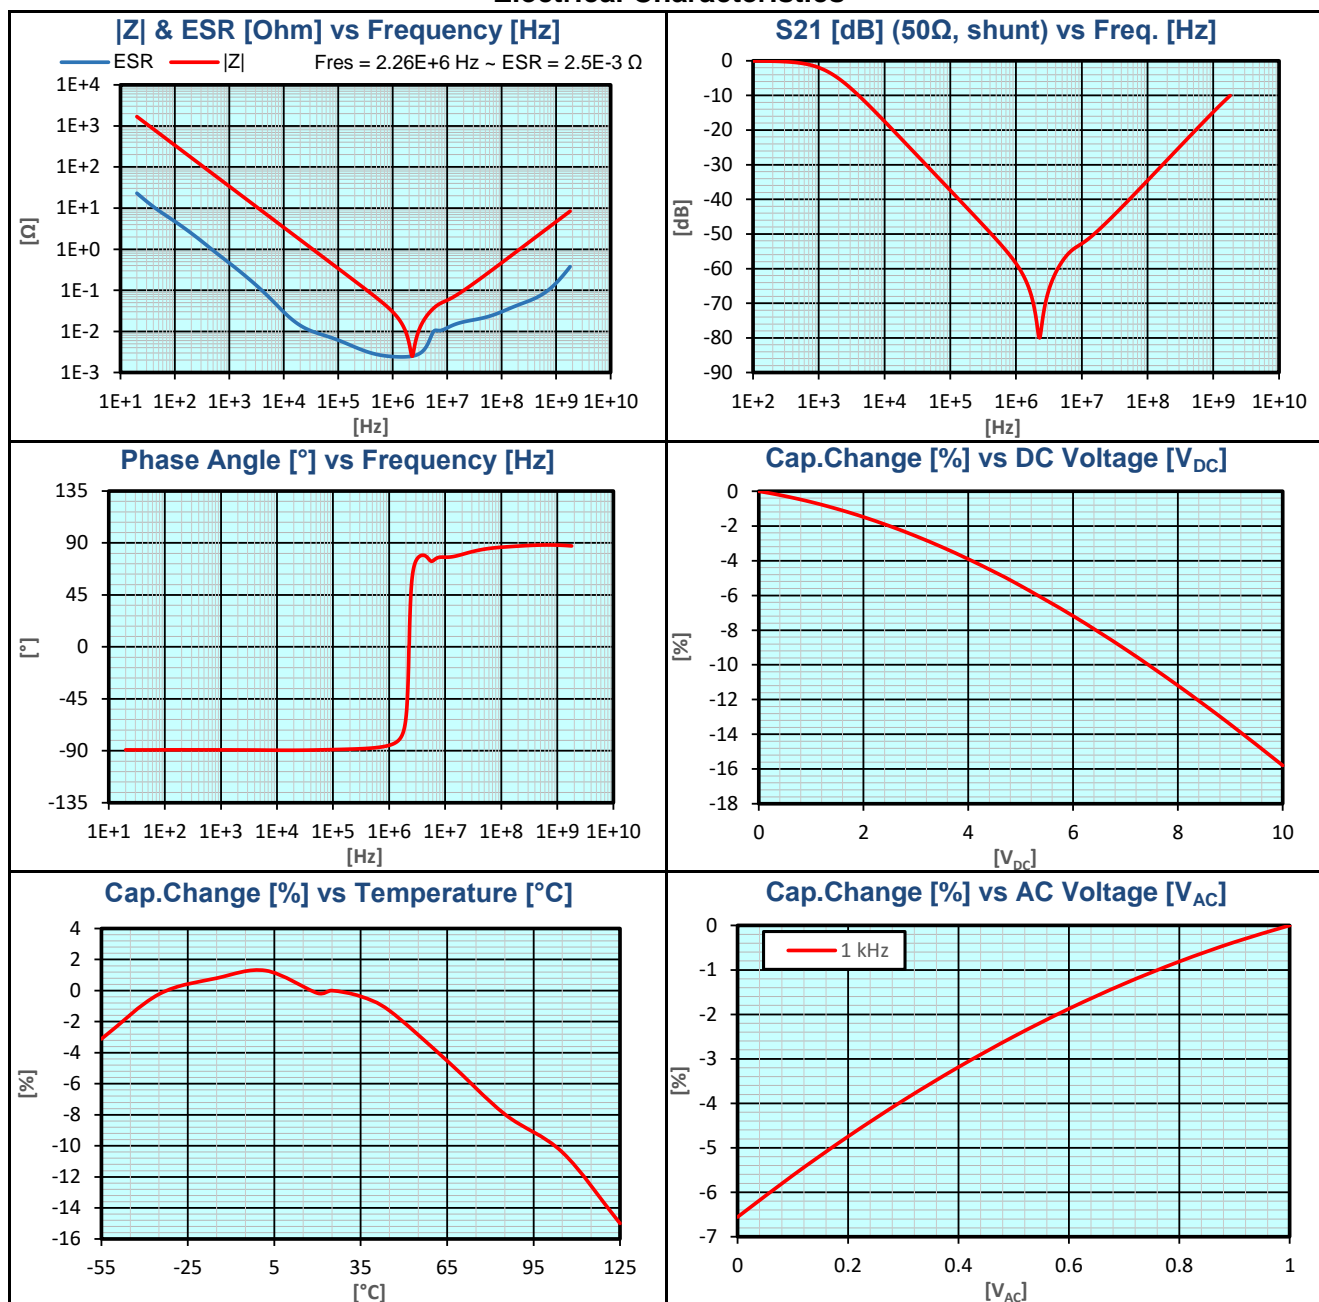 Electrical Characteristics
|Z| & ESR [Ohm] vs Frequency [Hz]
ESR |Z| Fres = 2.26E+6 Hz ~ ESR = 2.5E-3 Ω
1E+4
1E+3
1E+2
1E+1
1E+0
1E-1
1E-2
1E-3
[Ω]
1E+1 1E+2 1E+3 1E+4 1E+5 1E+6 1E+7 1E+8 1E+9 1E+10
[Hz]
S21 [dB] (50Ω, shunt) vs Freq. [Hz]
0
-10
-20
-30
-40
-50
-60
-70
-80
-90
[dB]
1E+2 1E+3 1E+4 1E+5 1E+6 1E+7 1E+8 1E+9 1E+10
[Hz]
Phase Angle [°] vs Frequency [Hz]
135
90
45
0
-45
-90
-135
[°]
1E+1 1E+2 1E+3 1E+4 1E+5 1E+6 1E+7 1E+8 1E+9 1E+10
[Hz]
Cap.Change [%] vs DC Voltage [VDC]
0
-2
-4
-6
-8
-10
-12
-14
-16
-18
[%]
0 2 4 6 8 10
[VDC]
Cap.Change [%] vs Temperature [°C]
4
2
0
-2
-4
-6
-8
-10
-12
-14
-16
[%]
-55 -25 5 35 65 95 125
[°C]
Cap.Change [%] vs AC Voltage [VAC]
1 kHz
0
-1
-2
-3
-4
-5
-6
-7
[%]
0 0.2 0.4 0.6 0.8 1
[VAC]